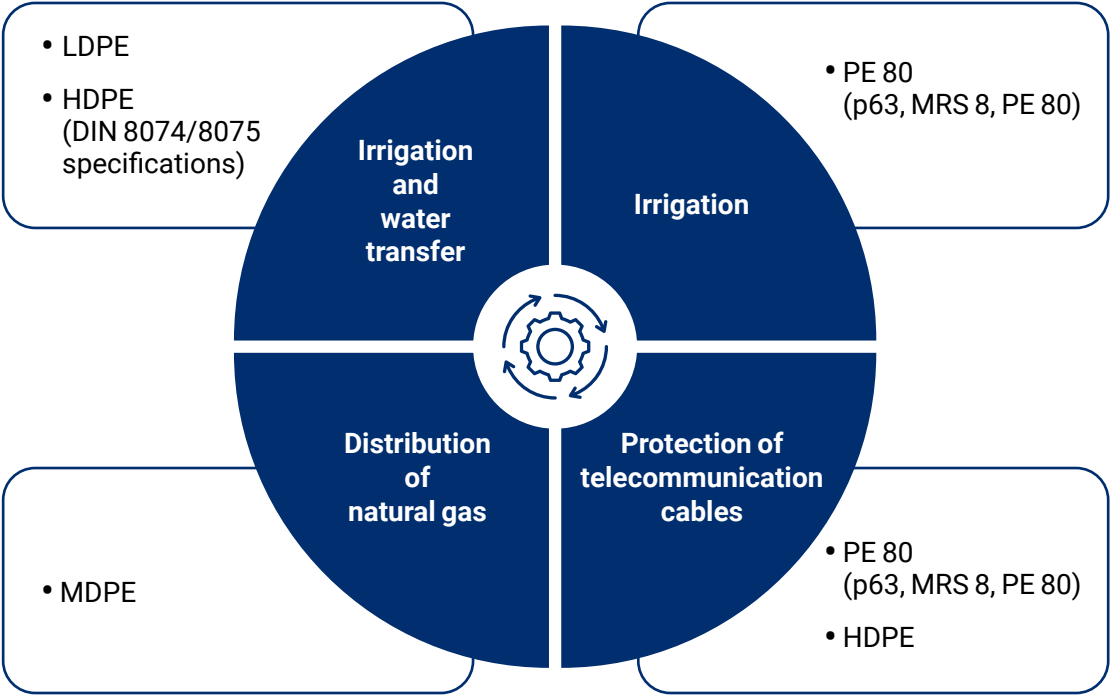 • LDPE
• HDPE
(DIN 8074/8075
specifications)
Irrigation
and
water
transfer
• PE 80
(p63, MRS 8, PE 80)
Irrigation
Distribution
of
natural gas
• MDPE
Protection of
telecommunication
cables
• PE 80
(p63, MRS 8, PE 80)
• HDPE